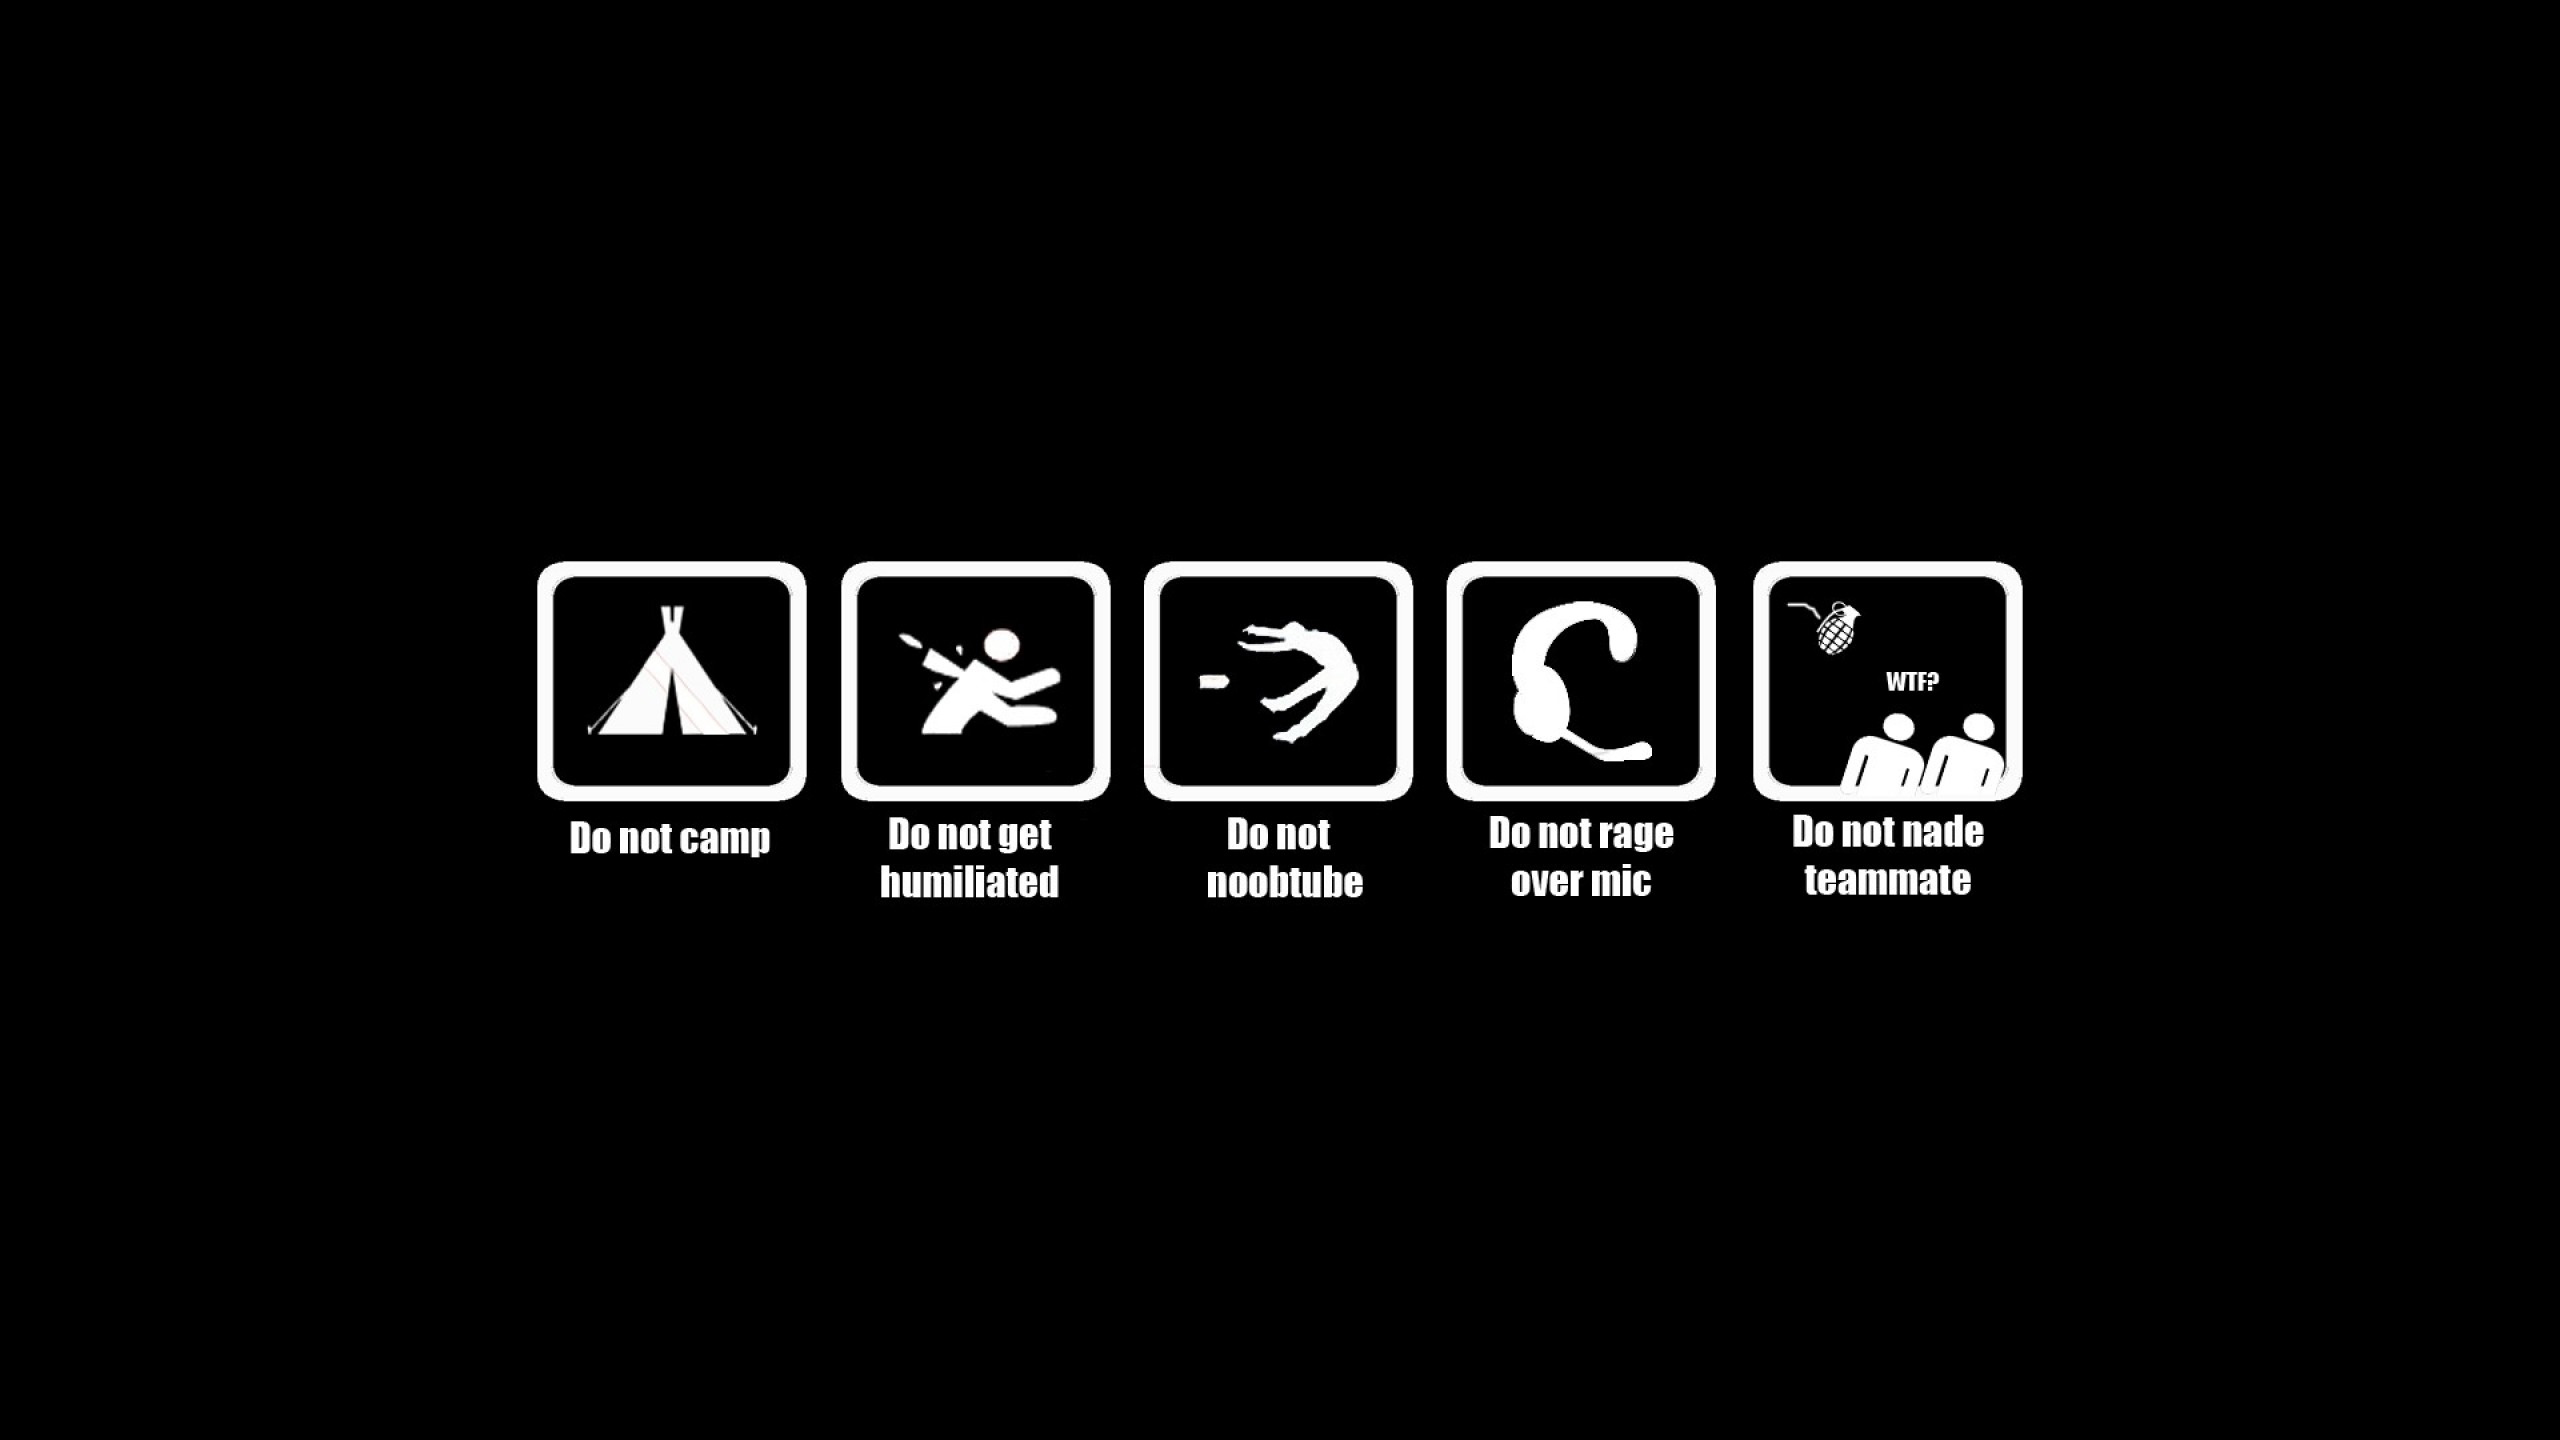 WTF?
Do not camp
Do not get
humiliated
Do not
noobtube
Do not rage
over mic
Do not nade
teammate